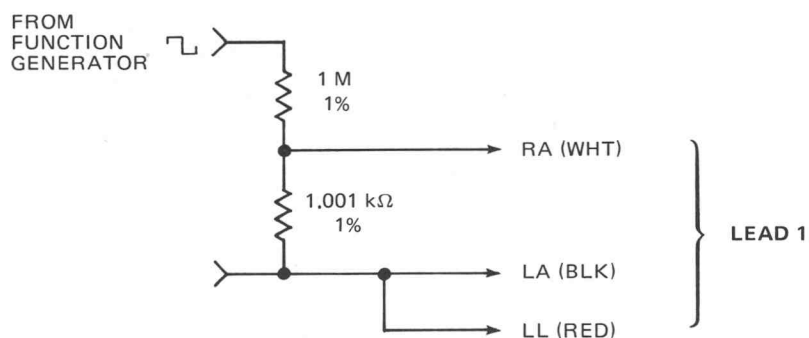 FROM
FUNCTION
GENERATOR
1 M
1%
RA (WHT)
1.001 kΩ
1%
LEAD 1
LA (BLK)
LL (RED)